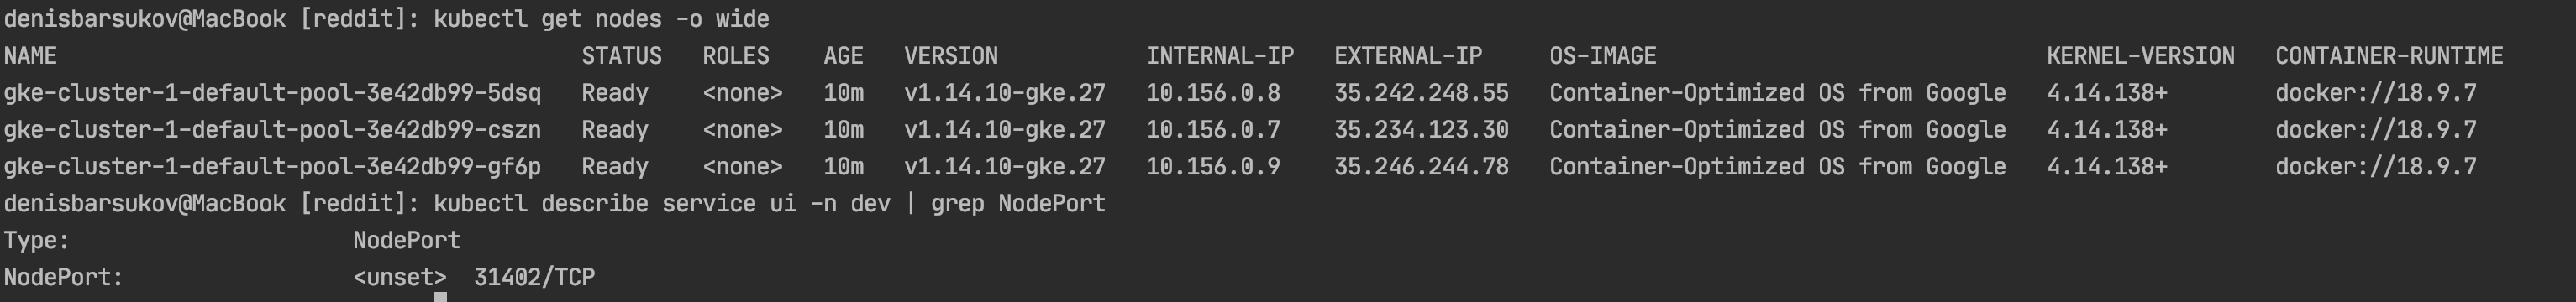 denisbarsukov@MacBook [reddit]: kubectl get nodes -o wide
NAME STATUS ROLES AGE VERSION INTERNAL-IP EXTERNAL-IP OS-IMAGE KERNEL-VERSION CONTAINER-RUNTIME
gke-cluster-1-default-pool-3e42db99-5dsq Ready <none> 10m v1.14.10-gke.27 10.156.0.8 35.242.248.55 Container-Optimized OS from Google 4.14.138+ docker://18.9.7
gke-cluster-1-default-pool-3e42db99-cszn Ready <none> 10m v1.14.10-gke.27 10.156.0.7 35.234.123.30 Container-Optimized OS from Google 4.14.138+ docker://18.9.7
gke-cluster-1-default-pool-3e42db99-gf6p Ready <none> 10m v1.14.10-gke.27 10.156.0.9 35.246.244.78 Container-Optimized OS from Google 4.14.138+ docker://18.9.7
denisbarsukov@MacBook [reddit]: kubectl describe service ui -n dev | grep NodePort
Type: NodePort
NodePort: <unset> 31402/TCP